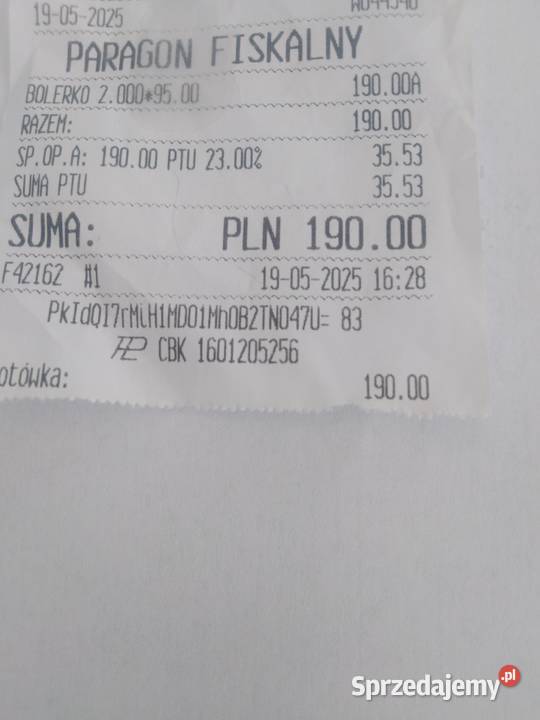 19-05-2025
PARAGON FISKALNY
BOLERKO 2.000*95.00 190.00A
RAZEM: 190.00
SP.OP.A: 190.00 PTU 23.00% 35.53
SUMA PTU 35.53
SUMA: PLN 190.00
F42162 #1 19-05-2025 16:28
PkIdQI7rMLH1MDO1MhOB2TNO47U= 83
CBK 1601205256
190.00
Sprzedajemy.pl